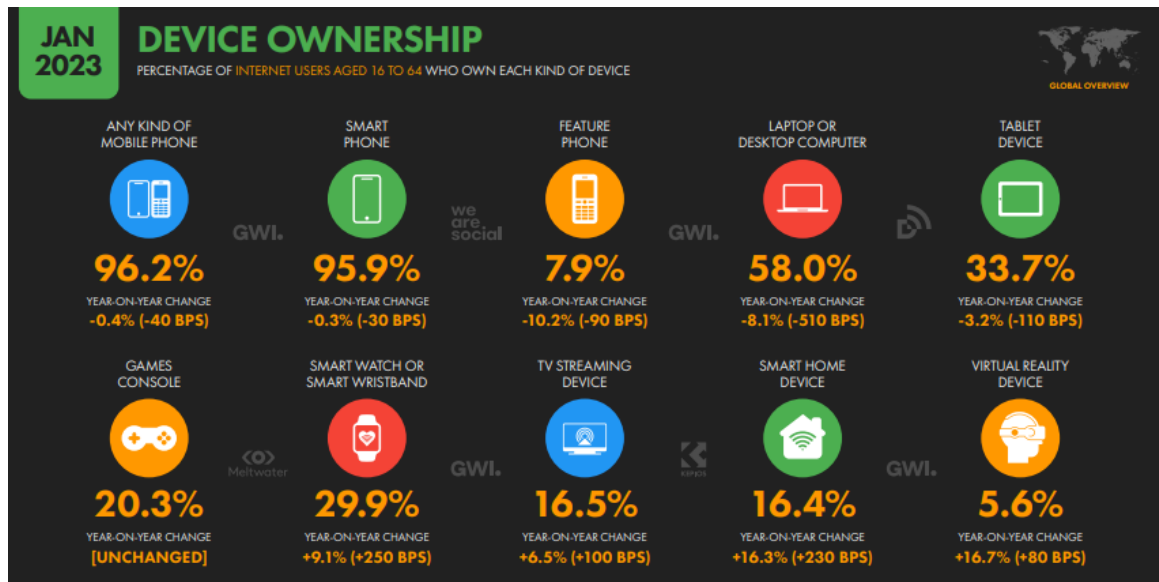 JAN
2023
DEVICE OWNERSHIP
PERCENTAGE OF INTERNET USERS AGED 16 TO 64 WHO OWN EACH KIND OF DEVICE
GLOBAL OVERVIEW
ANY KIND OF
MOBILE PHONE
96.2%
YEAR-ON-YEAR CHANGE
-0.4% (-40 BPS)
GWI.
SMART
PHONE
95.9%
YEAR-ON-YEAR CHANGE
-0.3% (-30 BPS)
we
are
social
FEATURE
PHONE
7.9%
YEAR-ON-YEAR CHANGE
-10.2% (-90 BPS)
GWI.
LAPTOP OR
DESKTOP COMPUTER
58.0%
YEAR-ON-YEAR CHANGE
-8.1% (-510 BPS)
TABLET
DEVICE
33.7%
YEAR-ON-YEAR CHANGE
-3.2% (-110 BPS)
GAMES
CONSOLE
20.3%
YEAR-ON-YEAR CHANGE
[UNCHANGED]
Meltwater
SMART WATCH OR
SMART WRISTBAND
29.9%
YEAR-ON-YEAR CHANGE
+9.1% (+250 BPS)
GWI.
TV STREAMING
DEVICE
16.5%
YEAR-ON-YEAR CHANGE
+6.5% (+100 BPS)
KEPIOS
SMART HOME
DEVICE
16.4%
YEAR-ON-YEAR CHANGE
+16.3% (+230 BPS)
GWI.
VIRTUAL REALITY
DEVICE
5.6%
YEAR-ON-YEAR CHANGE
+16.7% (+80 BPS)